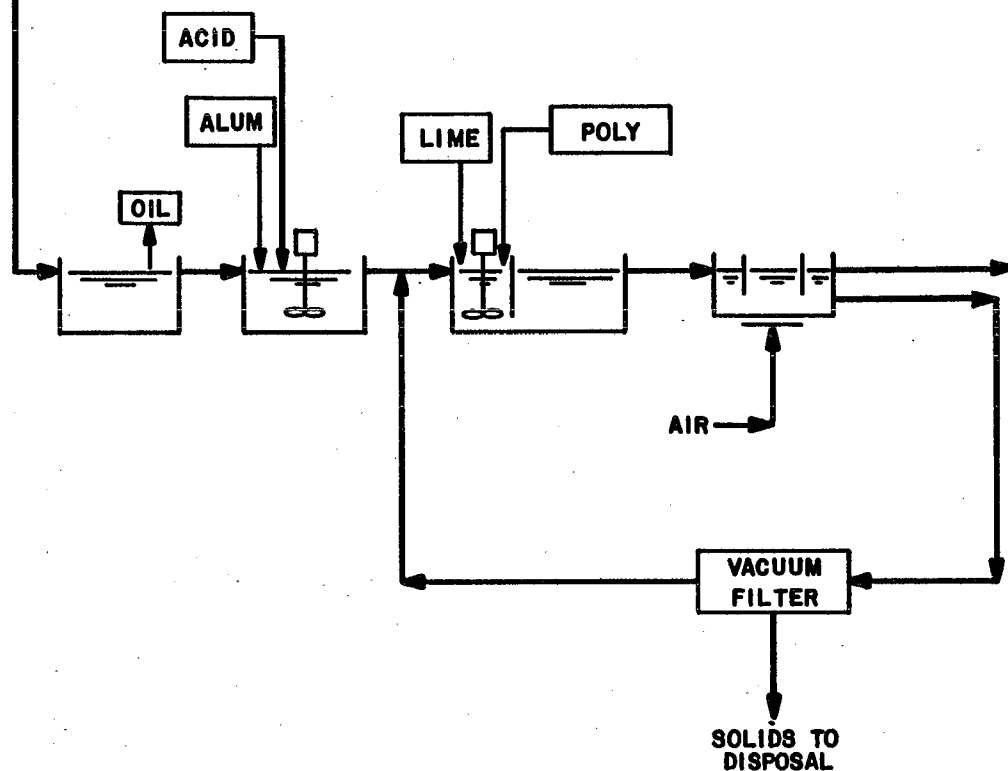 ACID
ALUM
LIME
POLY
OIL
AIR
VACUUM
FILTER
SOLIDS TO
DISPOSAL